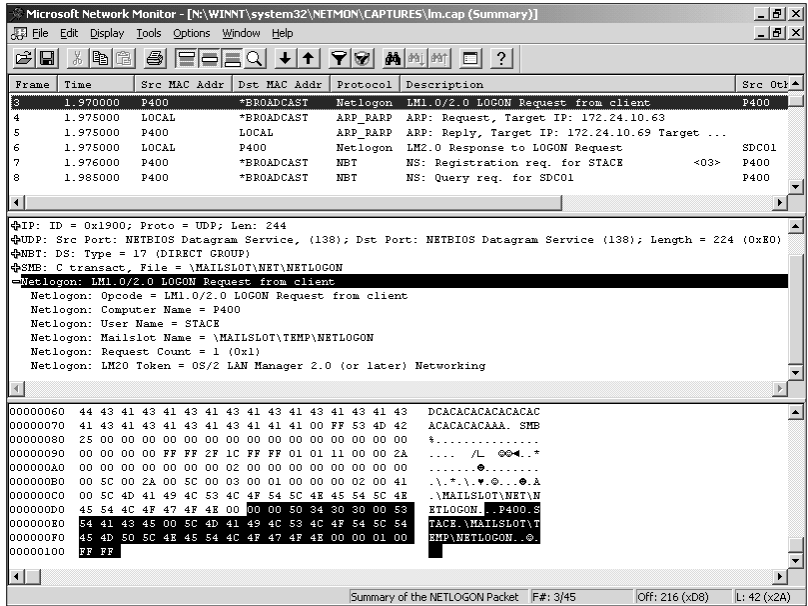 Microsoft Network Monitor - [N:\WINNT\system32\NETMON\CAPTURES\lm.cap (Summary)]
File Edit Display Tools Options Window Help
Frame Time Src MAC Addr Dst MAC Addr Protocol Description Src Oth
3 1.970000 P400 *BROADCAST Netlogon LM1.0/2.0 LOGON Request from client P400
4 1.975000 LOCAL *BROADCAST ARP_RARP ARP: Request, Target IP: 172.24.10.63
5 1.975000 P400 LOCAL ARP_RARP ARP: Reply, Target IP: 172.24.10.69 Target ...
6 1.975000 LOCAL P400 Netlogon LM2.0 Response to LOGON Request SDC01
7 1.976000 P400 *BROADCAST NBT NS: Registration req. for STACE <03> P400
8 1.985000 P400 *BROADCAST NBT NS: Query req. for SDC01 P400
IP: ID = 0x1900; Proto = UDP; Len: 244
UDP: Src Port: NETBIOS Datagram Service, (138); Dst Port: NETBIOS Datagram Service (138); Length = 224 (0xE0)
NBT: DS: Type = 17 (DIRECT GROUP)
SMB: C transact, File = \MAILSLOT\NET\NETLOGON
Netlogon: LM1.0/2.0 LOGON Request from client
Netlogon: Opcode = LM1.0/2.0 LOGON Request from client
Netlogon: Computer Name = P400
Netlogon: User Name = STACE
Netlogon: Mailslot Name = \MAILSLOT\TEMP\NETLOGON
Netlogon: Request Count = 1 (0x1)
Netlogon: LM20 Token = OS/2 LAN Manager 2.0 (or later) Networking
00000060 44 43 41 43 41 43 41 43 41 43 41 43 41 43 41 43 DCACACACACACACAC
00000070 41 43 41 43 41 43 41 43 41 41 41 00 FF 53 4D 42 ACACACACAAA. SMB
00000080 25 00 00 00 00 00 00 00 00 00 00 00 00 00 00 00 %...............
00000090 00 00 00 00 FF FF 2F 1C FF FF 01 01 11 00 00 2A .... /∟ ☺☺◄..*
000000A0 00 00 00 00 00 00 00 02 00 00 00 00 00 00 00 00 .......☻........
000000B0 00 5C 00 2A 00 5C 00 03 00 01 00 01 00 02 00 41 .\.*.\.♥.☺...☻.A
000000C0 00 5C 4D 41 49 4C 53 4C 4F 54 5C 4E 45 54 5C 4E .\MAILSLOT\NET\N
000000D0 45 54 4C 4F 47 4F 4E 00 00 00 50 34 30 30 00 53 ETLOGON...P400.S
000000E0 54 41 43 45 00 5C 4D 41 49 4C 53 4C 4F 54 5C 54 TACE.\MAILSLOT\T
000000F0 45 4D 50 5C 4E 45 54 4C 4F 47 4F 4E 00 00 01 00 EMP\NETLOGON..☺.
00000100 FF FF
Summary of the NETLOGON Packet F#: 3/45 Off: 216 (xD8) L: 42 (x2A)